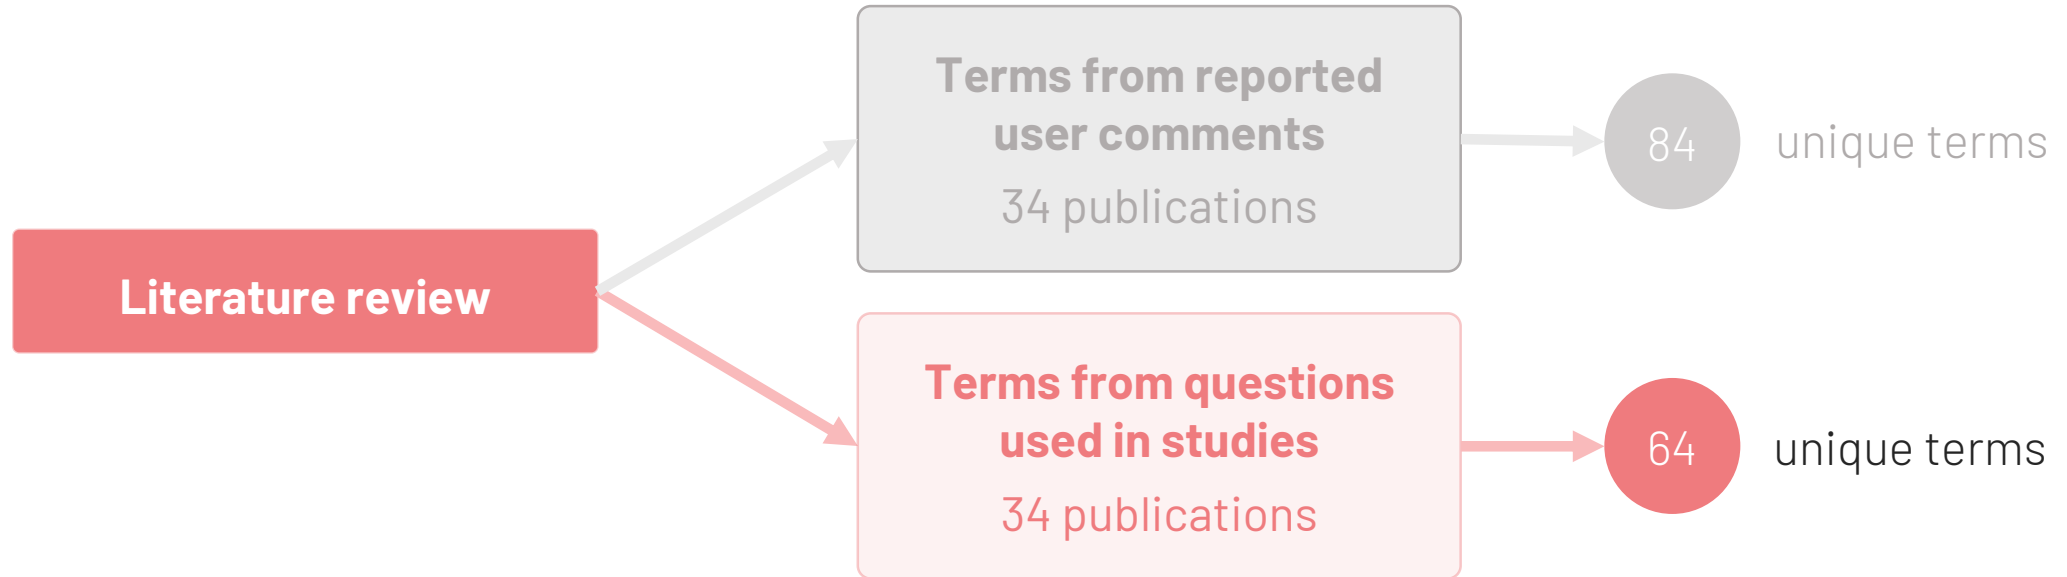 Literature review
Terms from reported
user comments
34 publications
84
unique terms
Terms from questions
used in studies
34 publications
64
unique terms